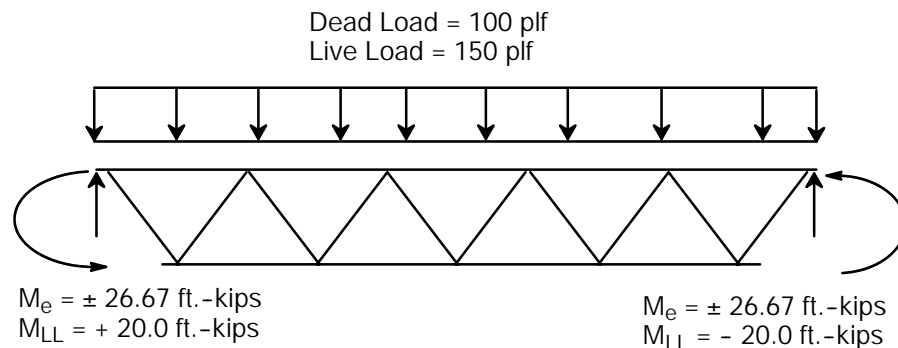 Dead Load = 100 plf
Live Load = 150 plf
Me = ± 26.67 ft.-kips
MLL = + 20.0 ft.-kips
Me = ± 26.67 ft.-kips
MLL = - 20.0 ft.-kips